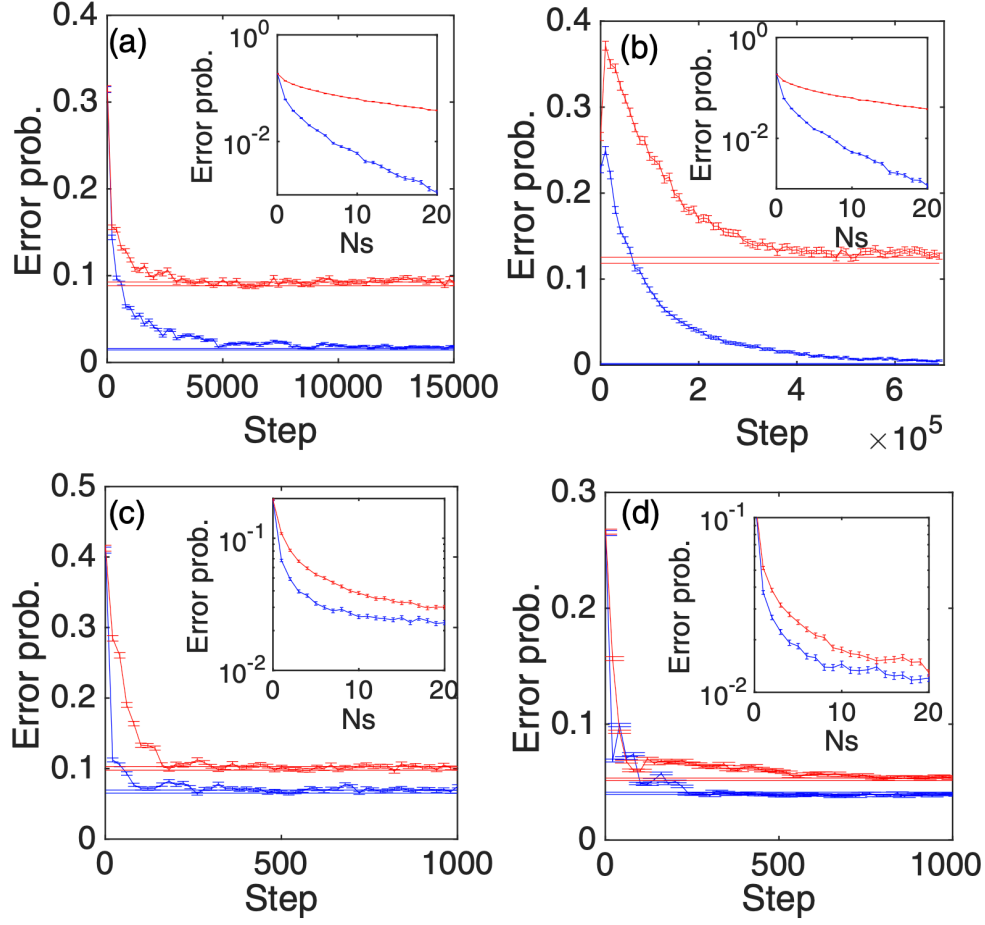 (a)
Error prob.
0.4
0.3
0.2
0.1
0
0 5000 10000 15000
Step
Error prob.
10^0
10^-2
0 10 20
Ns
(b)
0.4
0.3
0.2
0.1
0
0 2 4 6
Step × 10^5
Error prob.
10^0
10^-2
0 10 20
Ns
(c)
Error prob.
0.5
0.4
0.3
0.2
0.1
0
0 500 1000
Step
Error prob.
10^-1
10^-2
0 10 20
Ns
(d)
Error prob.
0.3
0.2
0.1
0
0 500 1000
Step
Error prob.
10^-1
10^-2
0 10 20
Ns